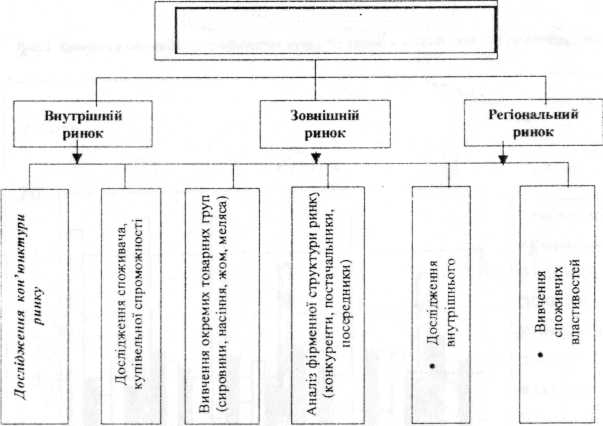 Внутрішній
ринок
Зовнішній
ринок
Регіональний
ринок
Дослідження кон'юнктури
ринку
Дослідження споживача,
купівельної спроможності
Вивчення окремих товарних груп
(сировини, насіння, жом, меляса)
Аналіз фірменної структури ринку
(конкуренти, постачальники,
посередники)
• Дослідження
внутрішнього
• Вивчення
споживчих
властивостей